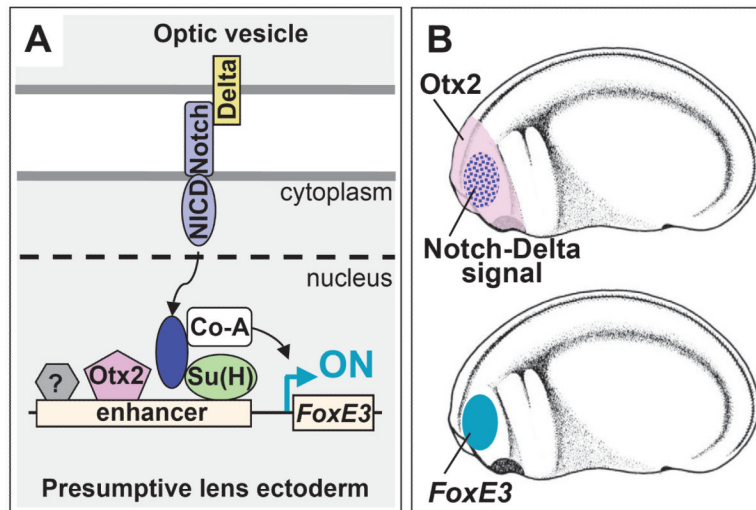 A
Optic vesicle
Delta
Notch
NICD
cytoplasm
nucleus
Co-A
?
Otx2
Su(H)
ON
enhancer
FoxE3
Presumptive lens ectoderm
B
Otx2
Notch-Delta
signal
FoxE3